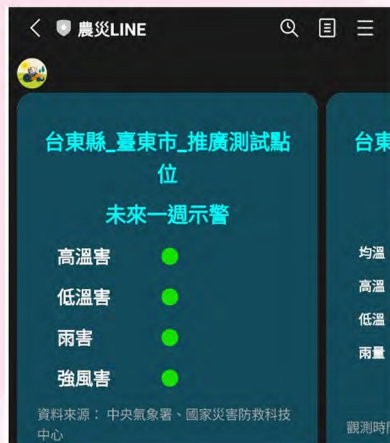 農災LINE
台東縣_臺東市_推廣測試點
位
未來一週示警
高溫害
低溫害
雨害
強風害
資料來源： 中央氣象署、國家災害防救科技
中心
台東
均溫
高溫
低溫
雨量
觀測時